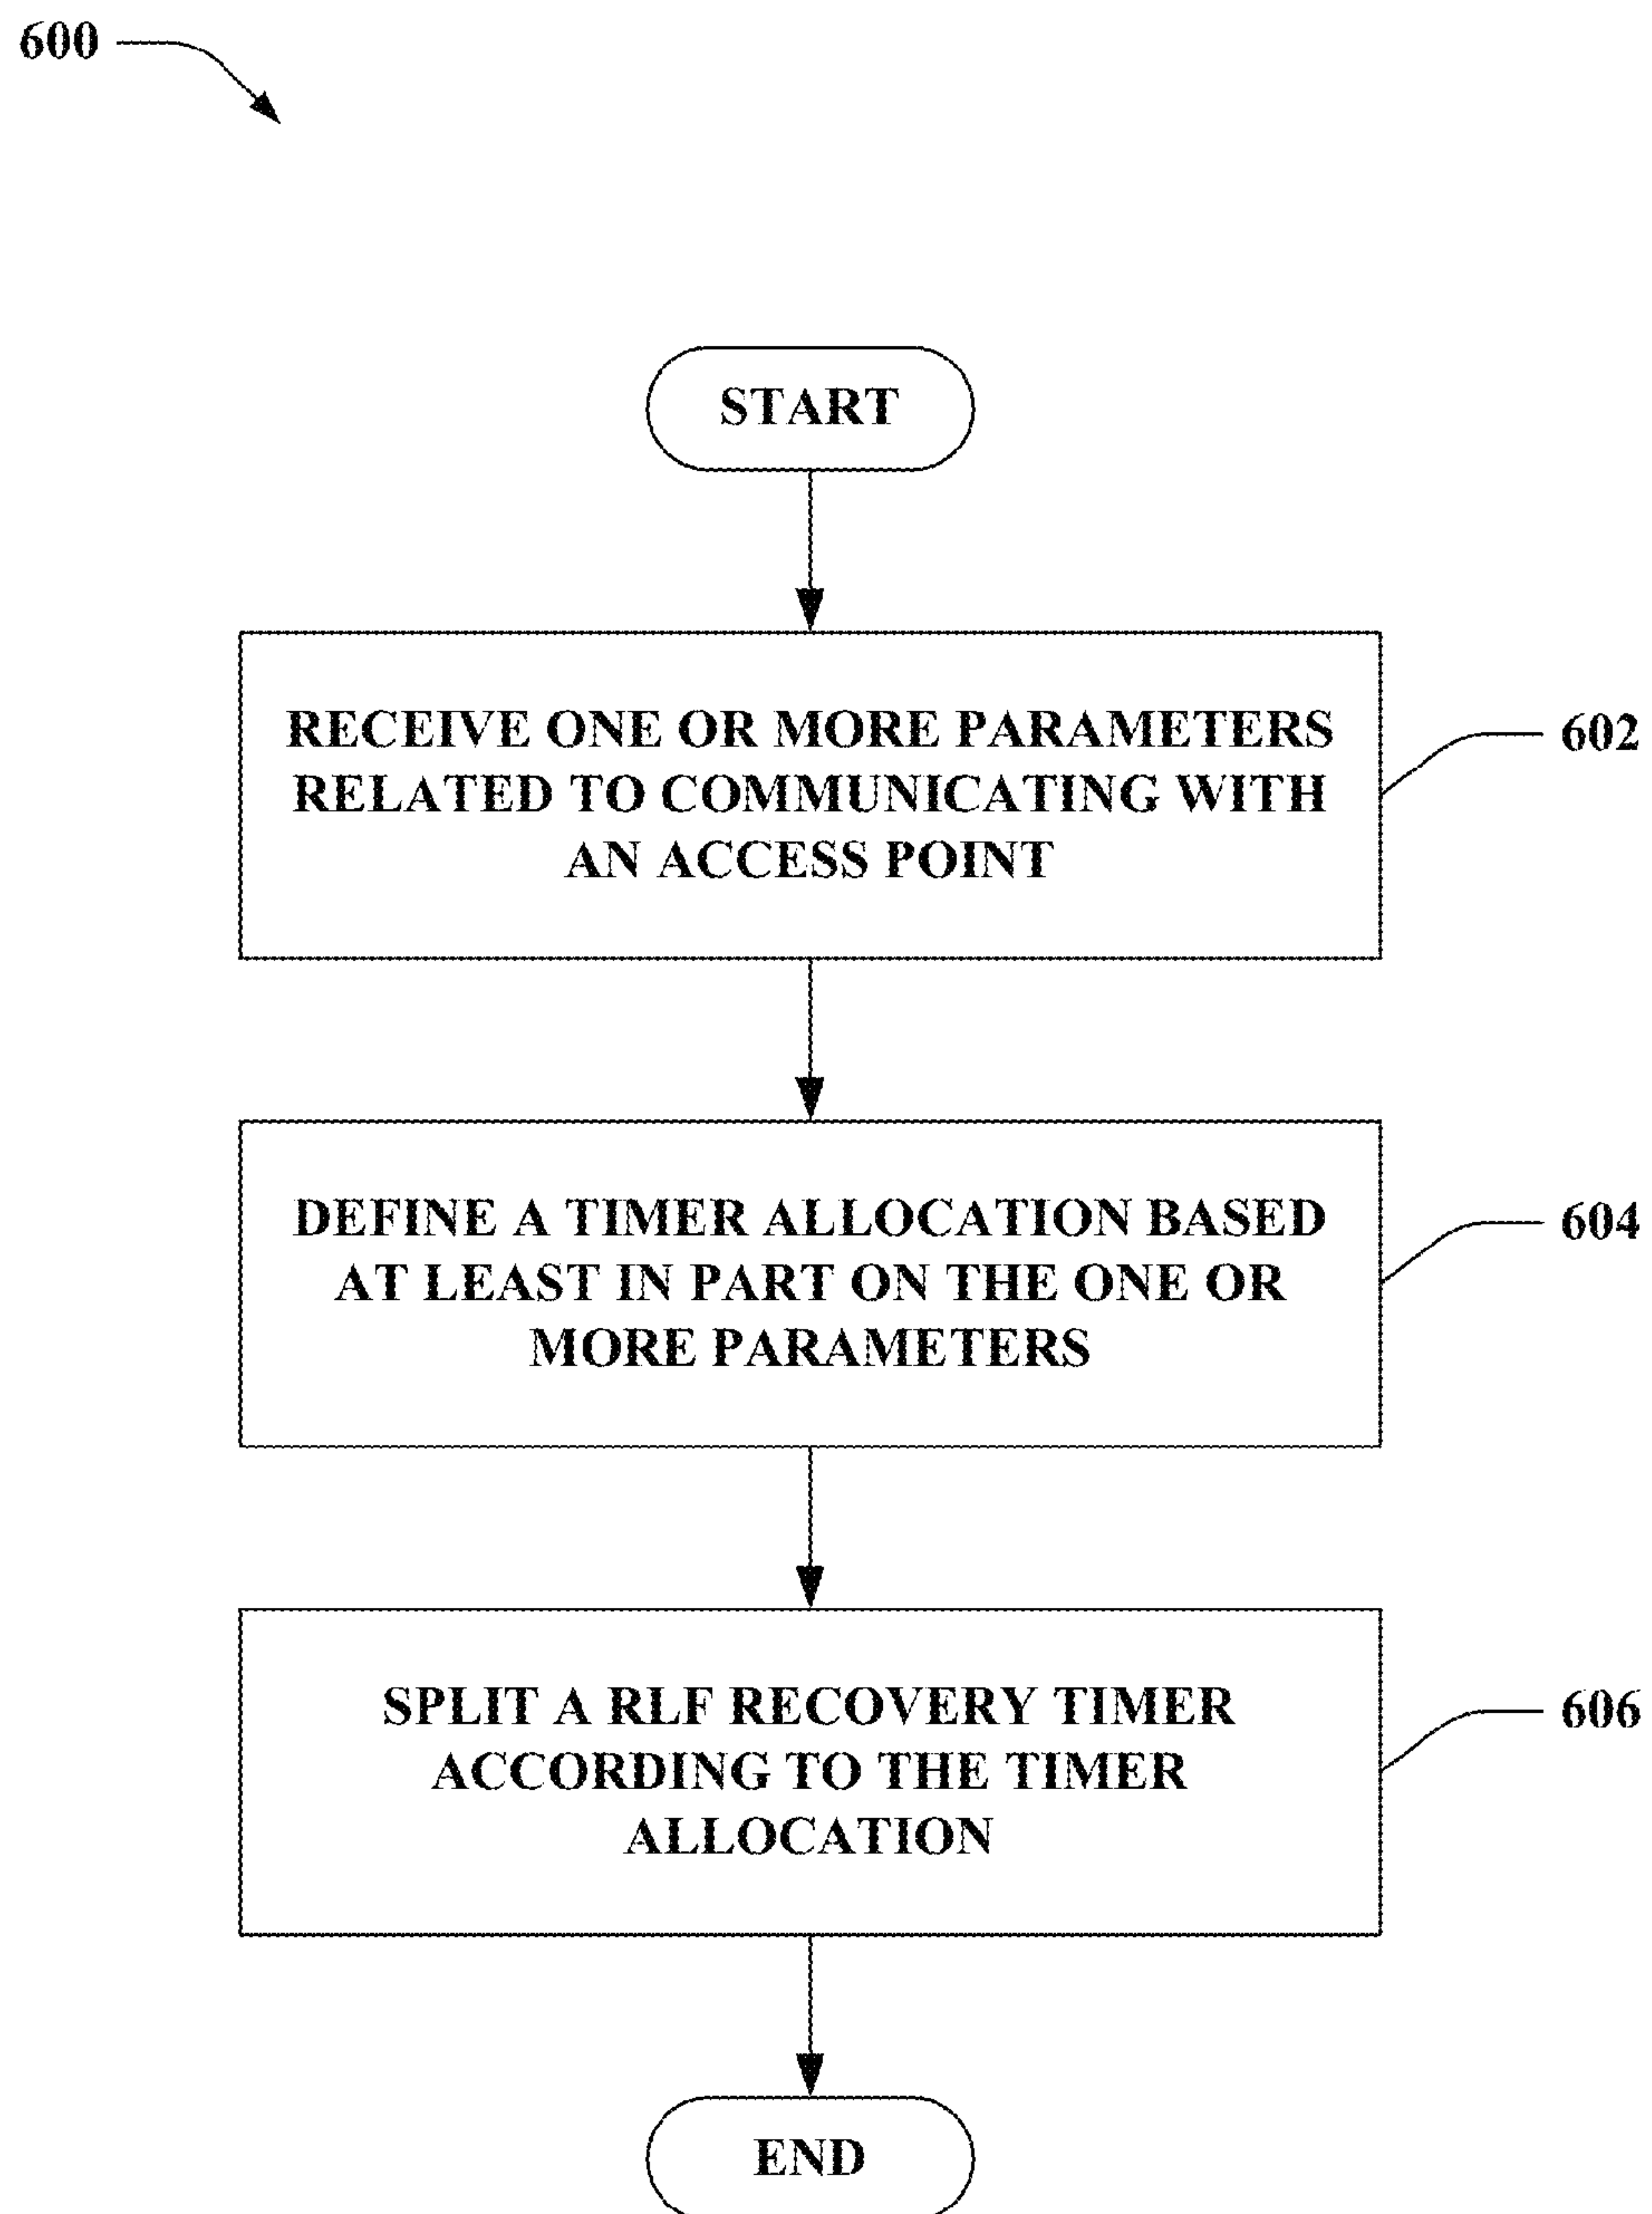 600
START
RECEIVE ONE OR MORE PARAMETERS
RELATED TO COMMUNICATING WITH
AN ACCESS POINT
602
DEFINE A TIMER ALLOCATION BASED
AT LEAST IN PART ON THE ONE OR
MORE PARAMETERS
604
SPLIT A RLF RECOVERY TIMER
ACCORDING TO THE TIMER
ALLOCATION
606
END